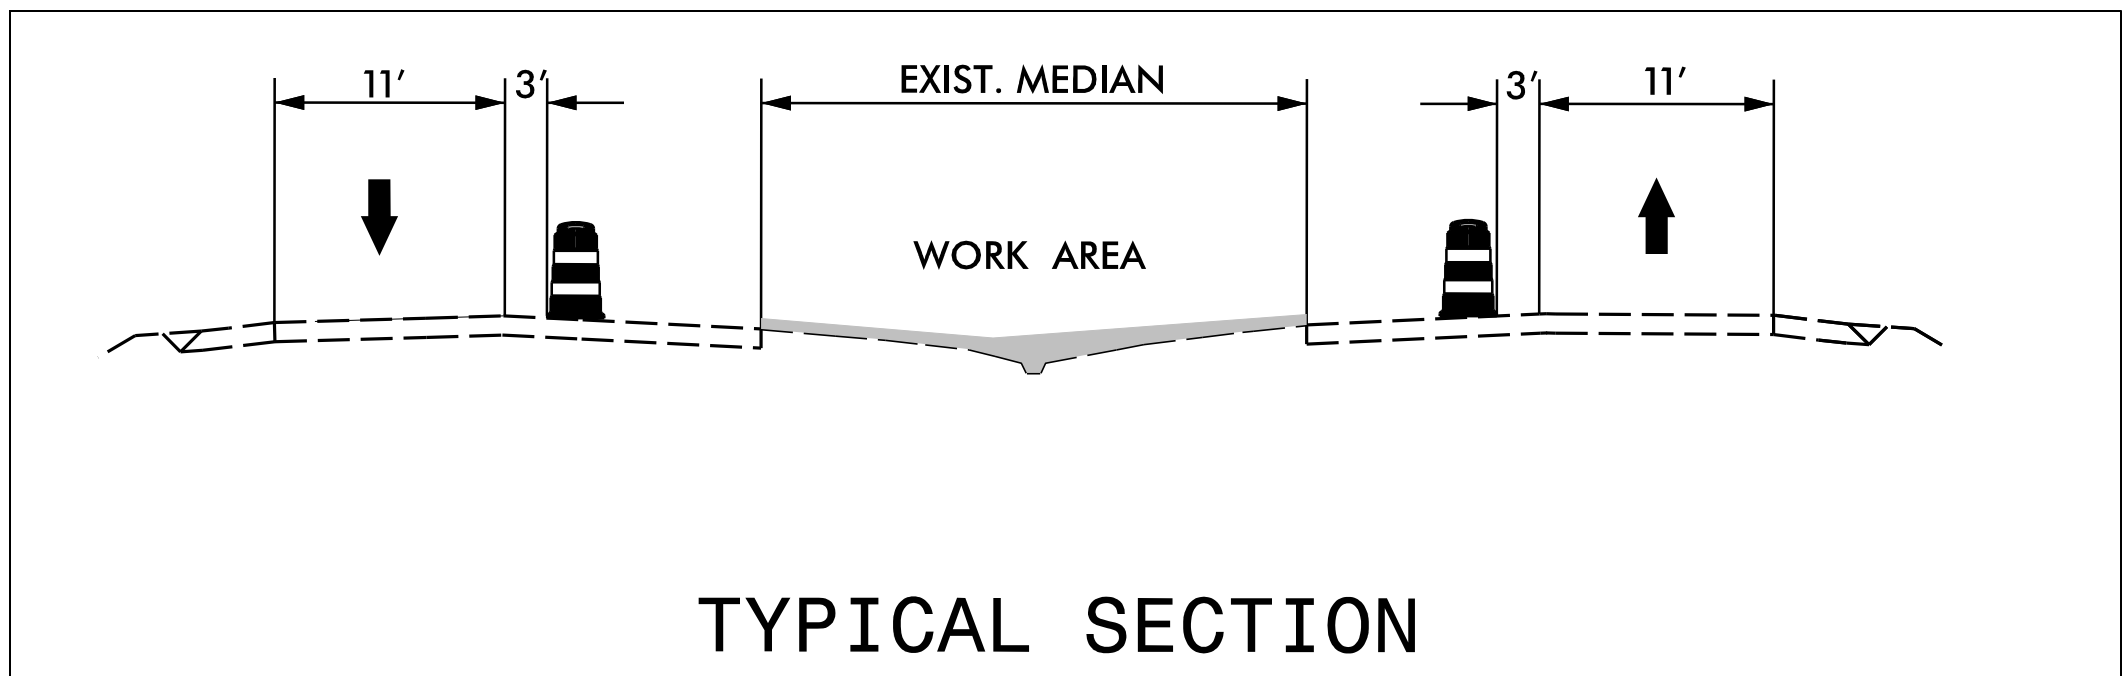 11' 3' EXIST. MEDIAN 3' 11'
WORK AREA
TYPICAL SECTION